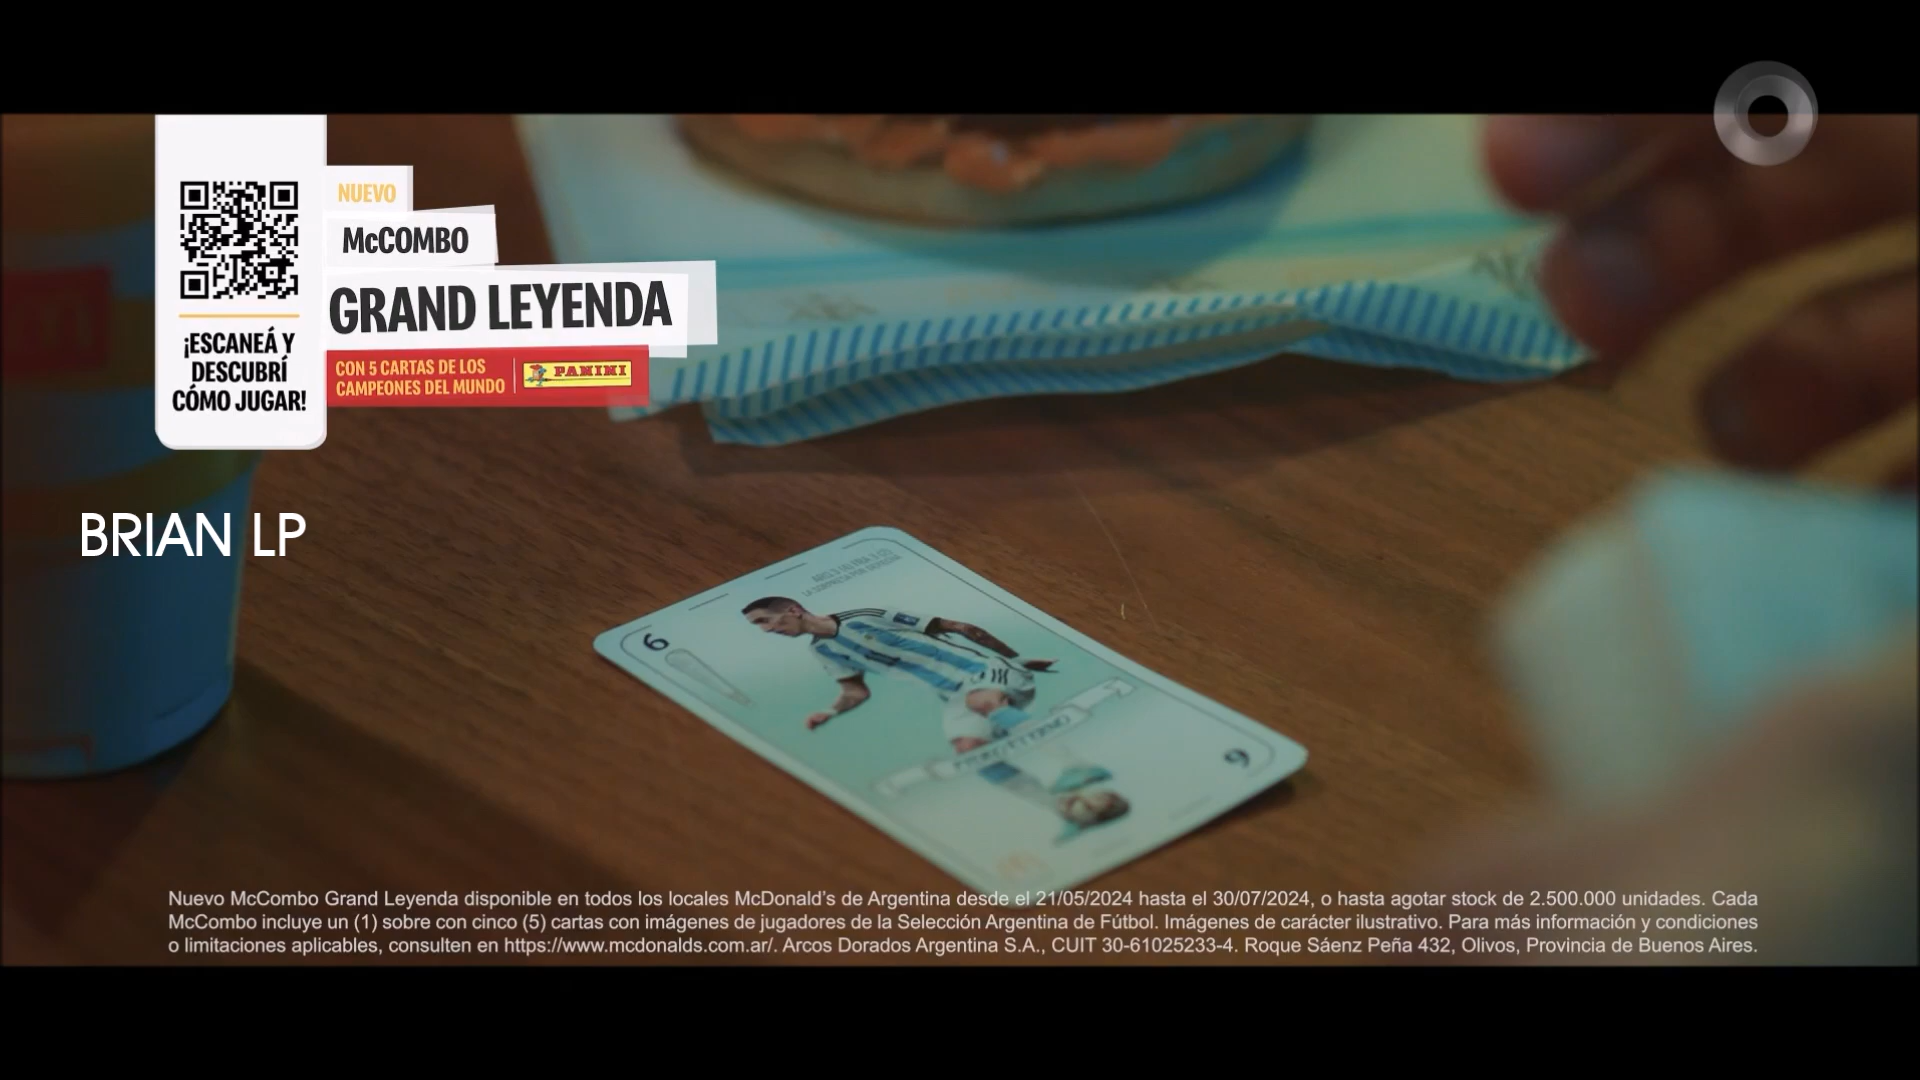 NUEVO
McCOMBO
GRAND LEYENDA
CON 5 CARTAS DE LOS
CAMPEONES DEL MUNDO
PANINI
¡ESCANEÁ Y
DESCUBRÍ
CÓMO JUGAR!
BRIAN LP
6
6
Nuevo McCombo Grand Leyenda disponible en todos los locales McDonald's de Argentina desde el 21/05/2024 hasta el 30/07/2024, o hasta agotar stock de 2.500.000 unidades. Cada
McCombo incluye un (1) sobre con cinco (5) cartas con imágenes de jugadores de la Selección Argentina de Fútbol. Imágenes de carácter ilustrativo. Para más información y condiciones
o limitaciones aplicables, consulten en https://www.mcdonalds.com.ar/. Arcos Dorados Argentina S.A., CUIT 30-61025233-4. Roque Sáenz Peña 432, Olivos, Provincia de Buenos Aires.